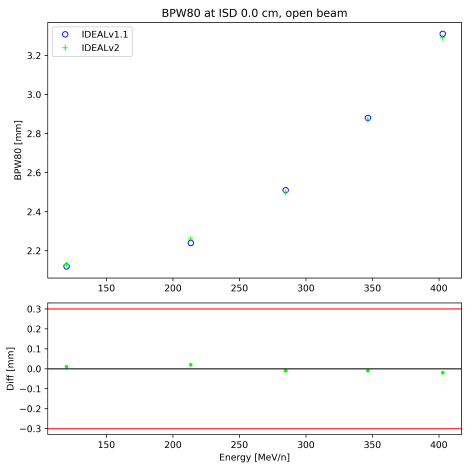 BPW80 at ISD 0.0 cm, open beam
IDEALv1.1
IDEALv2
BPW80 [mm]
3.2
3.0
2.8
2.6
2.4
2.2
100 150 200 250 300 350 400
Diff [mm]
0.3
0.2
0.1
0.0
−0.1
−0.2
−0.3
150 200 250 300 350 400
Energy [MeV/n]